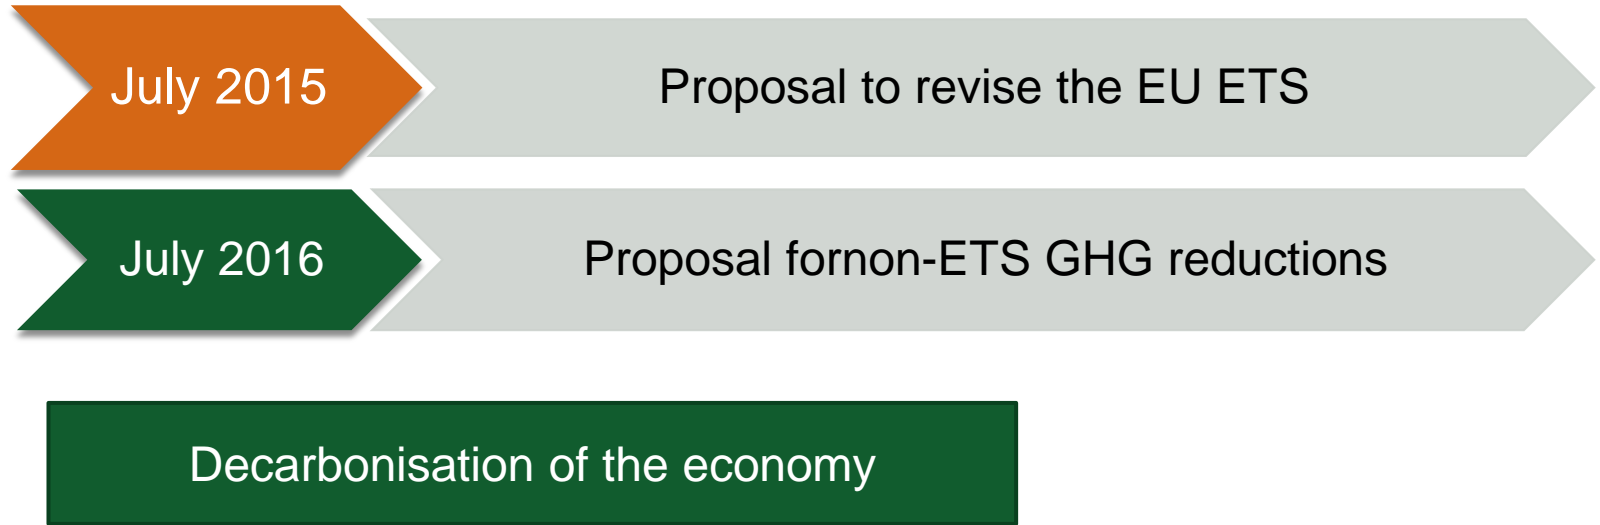 July 2015
Proposal to revise the EU ETS
July 2016
Proposal fornon-ETS GHG reductions
Decarbonisation of the economy